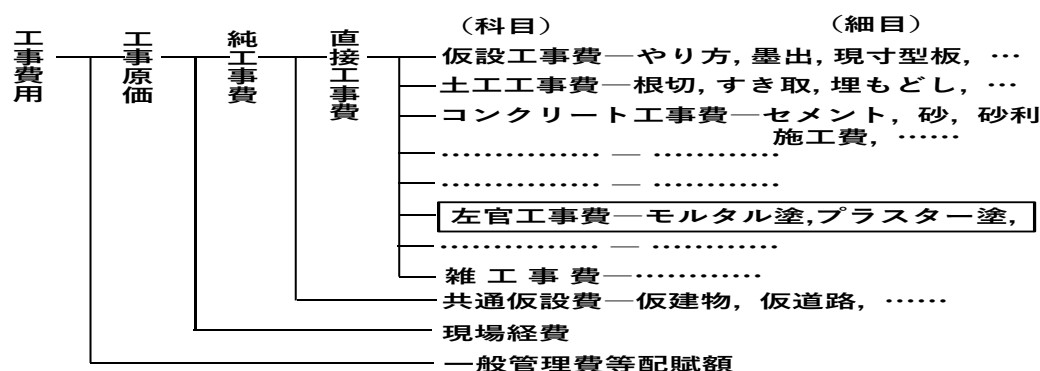 (科目) (細目)
工事費用
工事原価
純工事費
直接工事費
仮設工事費―やり方, 墨出, 現寸型板, …
土工工事費―根切, すき取, 埋もどし, …
コンクリート工事費―セメント, 砂, 砂利
施工費, ……
…………… ― …………
…………… ― …………
左官工事費―モルタル塗,プラスター塗,
…………… ― …………
雑工事費―…………
共通仮設費―仮建物, 仮道路, ……
現場経費
一般管理費等配賦額